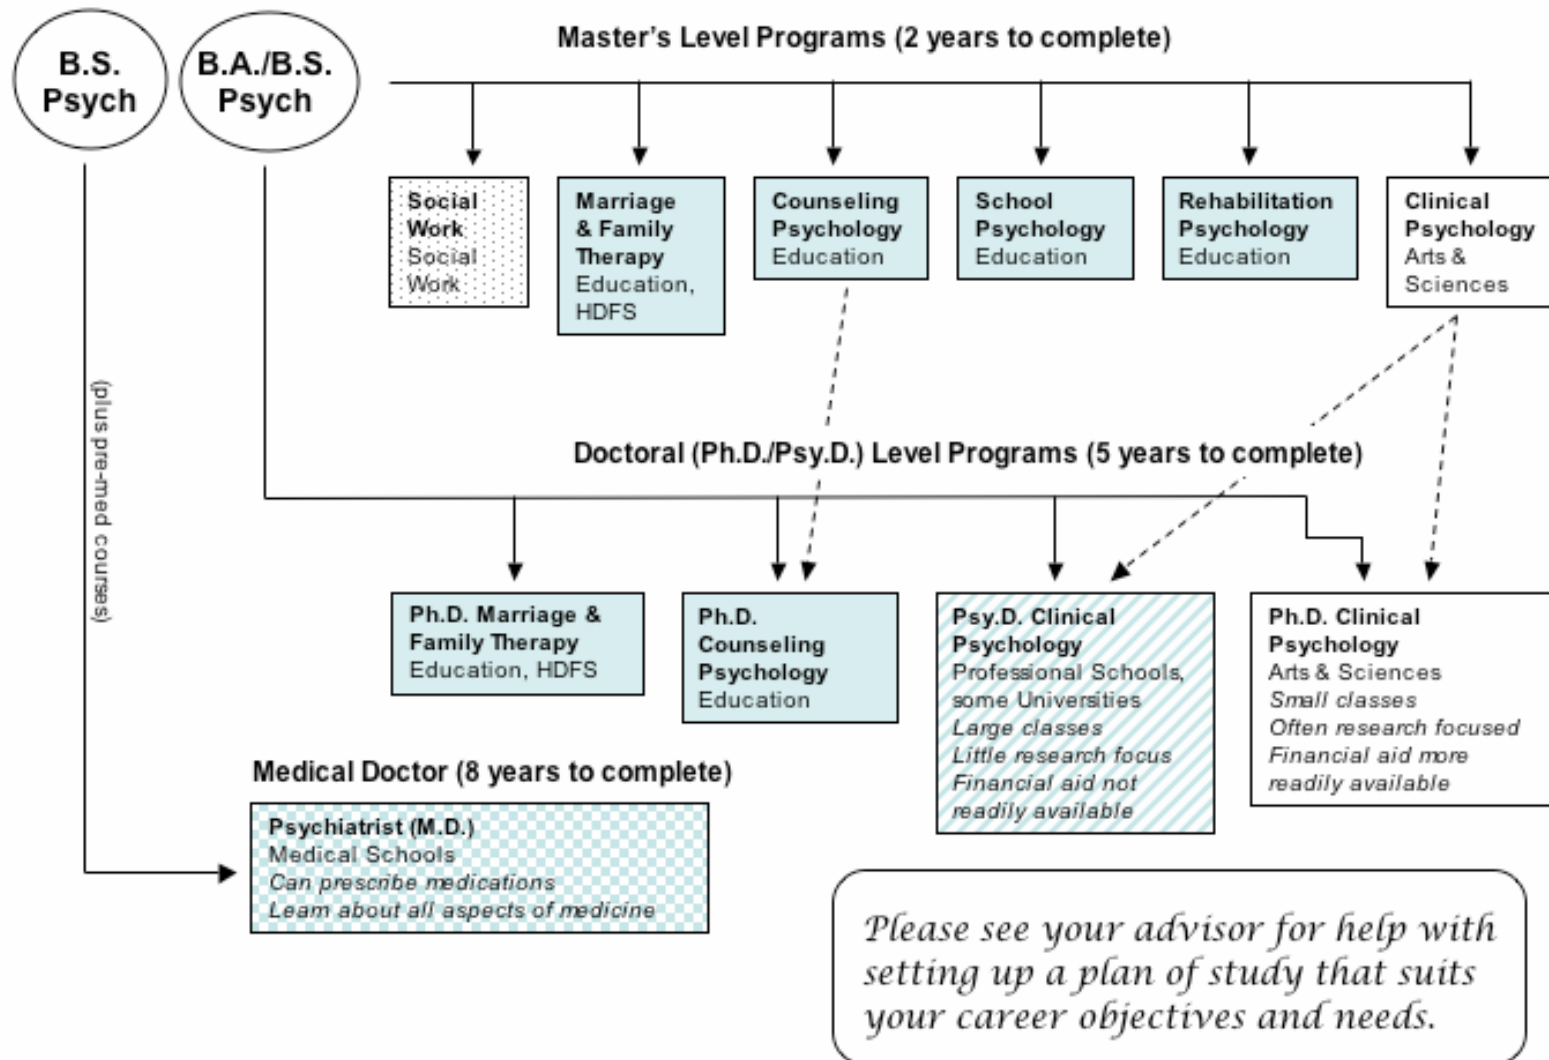 B.S.
Psych
B.A./B.S.
Psych
Master's Level Programs (2 years to complete)
Social
Work
Social
Work
Marriage
& Family
Therapy
Education,
HDFS
Counseling
Psychology
Education
School
Psychology
Education
Rehabilitation
Psychology
Education
Clinical
Psychology
Arts &
Sciences
(plus pre-med courses)
Doctoral (Ph.D./Psy.D.) Level Programs (5 years to complete)
Ph.D. Marriage &
Family Therapy
Education, HDFS
Ph.D.
Counseling
Psychology
Education
Psy.D. Clinical
Psychology
Professional Schools,
some Universities
Large classes
Little research focus
Financial aid not
readily available
Ph.D. Clinical
Psychology
Arts & Sciences
Small classes
Often research focused
Financial aid more
readily available
Medical Doctor (8 years to complete)
Psychiatrist (M.D.)
Medical Schools
Can prescribe medications
Learn about all aspects of medicine
Please see your advisor for help with
setting up a plan of study that suits
your career objectives and needs.